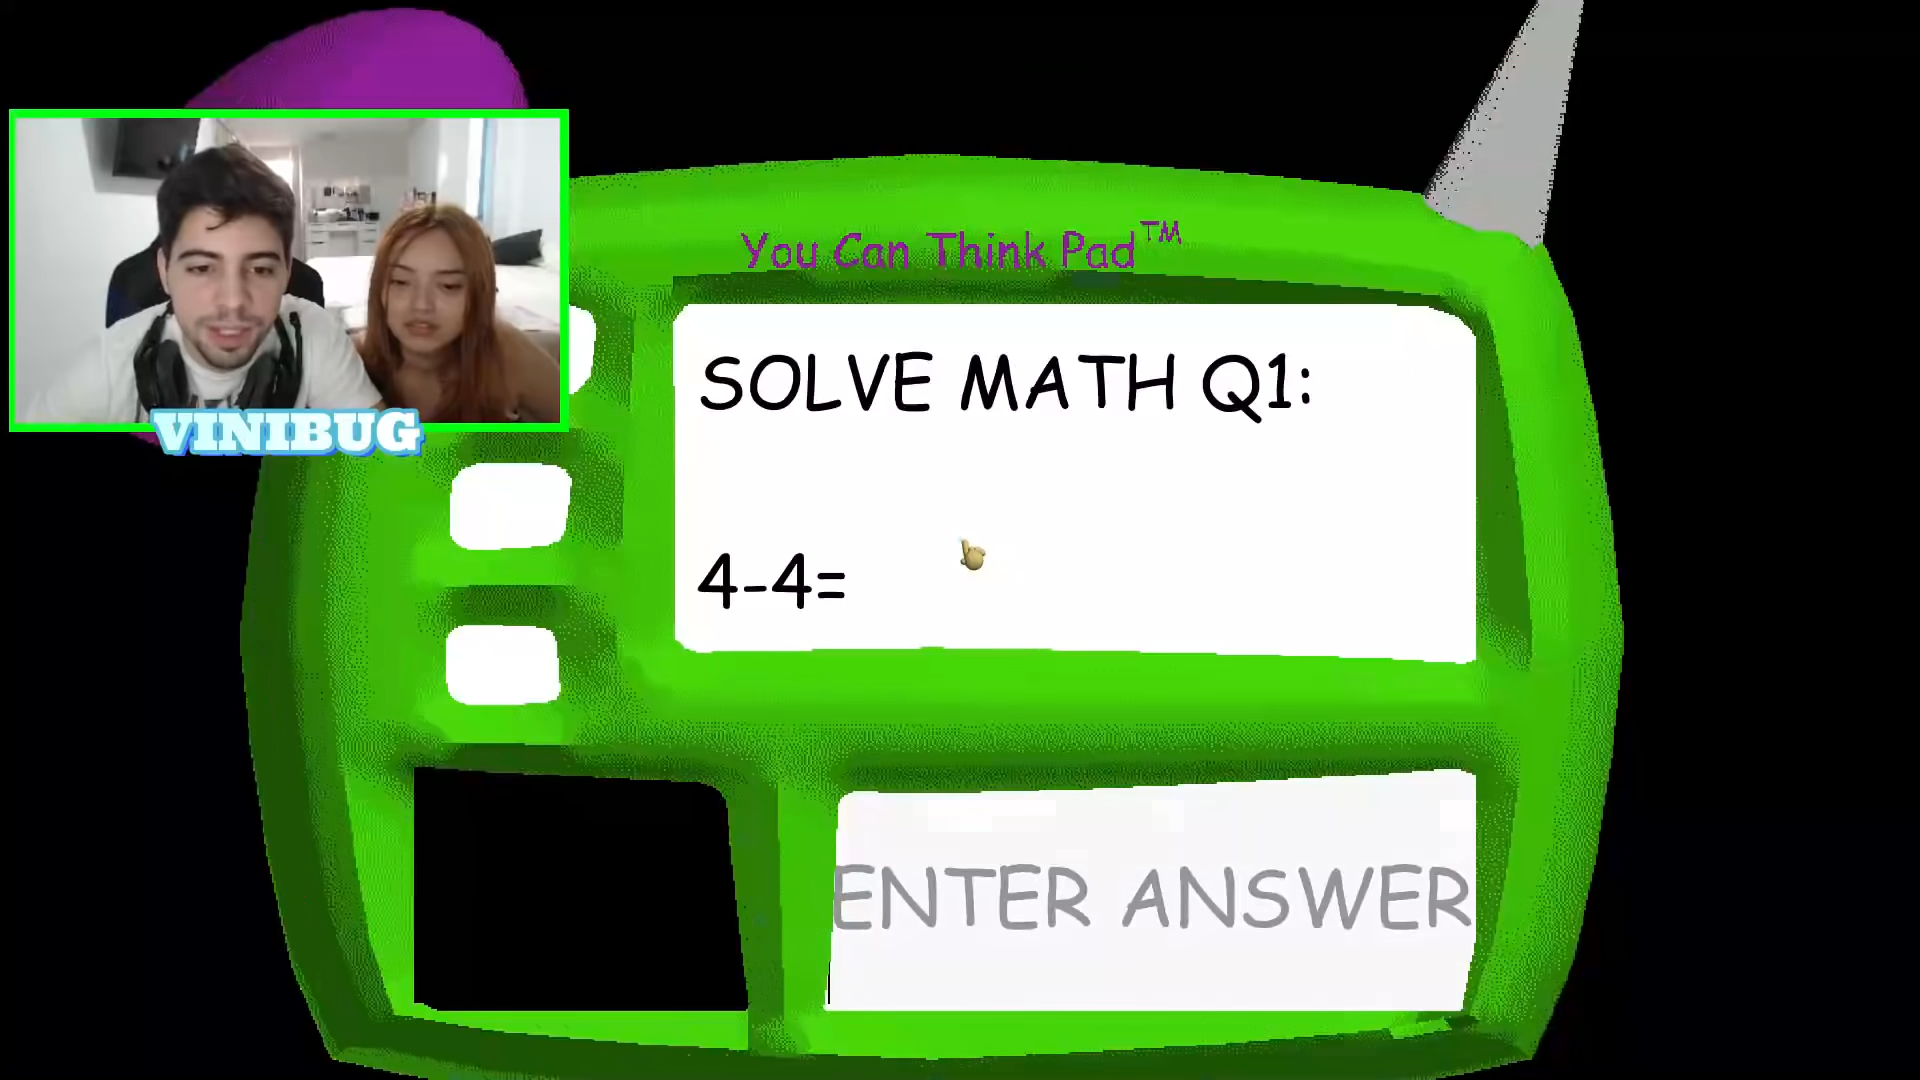 You Can Think Pad™
SOLVE MATH Q1:
VINIBUG
4-4=
ENTER ANSWER